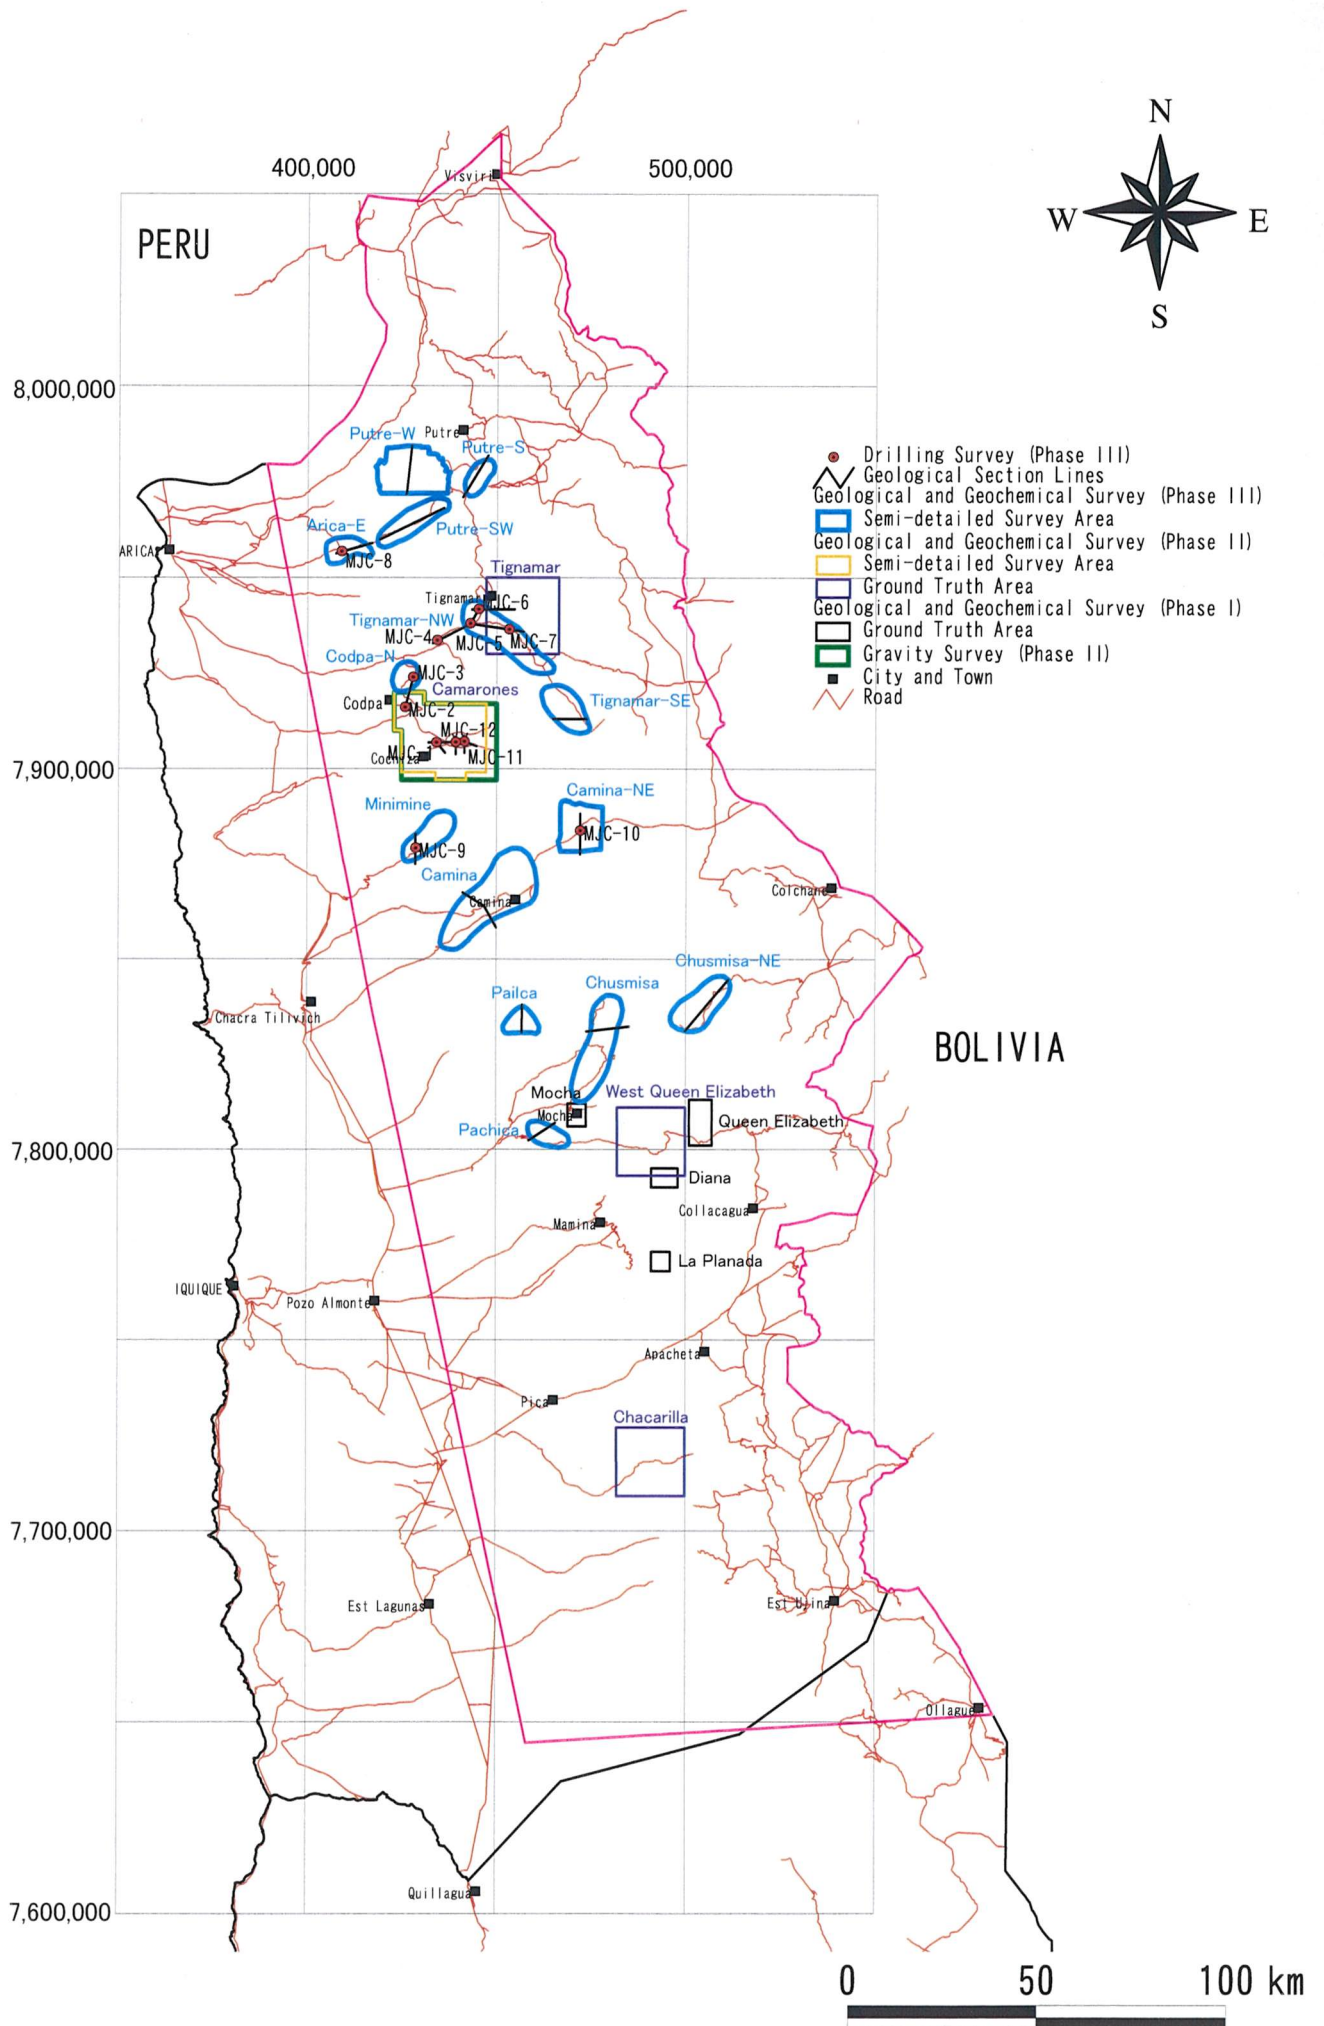 N
400,000
500,000
Visviri
W
E
PERU
S
8,000,000
Putre-W
Putre
Putre-S
Drilling Survey (Phase III)
Geological Section Lines
Geological and Geochemical Survey (Phase III)
Semi-detailed Survey Area
Geological and Geochemical Survey (Phase II)
Semi-detailed Survey Area
Ground Truth Area
Geological and Geochemical Survey (Phase I)
Ground Truth Area
Gravity Survey (Phase II)
City and Town
Road
Arica-E
Putre-SW
ARICA
MJC-8
Tignamar
Tignamar
MJC-6
Tignamar-NW
MJC-4
MJC-5
MJC-7
Codpa-N
MJC-3
Camarones
Tignamar-SE
Codpa
MJC-2
MJC-12
MJC-1
MJC-11
7,900,000
Minimine
Camina-NE
MJC-10
MJC-9
Camina
Colchane
Camina
Chusmisa-NE
Chusmisa
Pailca
Chacra Tilivich
BOLIVIA
Mocha
West Queen Elizabeth
Mocha
Queen Elizabeth
Pachica
7,800,000
Diana
Collacagua
Mamina
La Planada
IQUIQUE
Pozo Almonte
Apacheta
Pica
Chacarilla
7,700,000
Est Lagunas
Est Ujina
Ollague
Quillagua
7,600,000
0
50
100 km